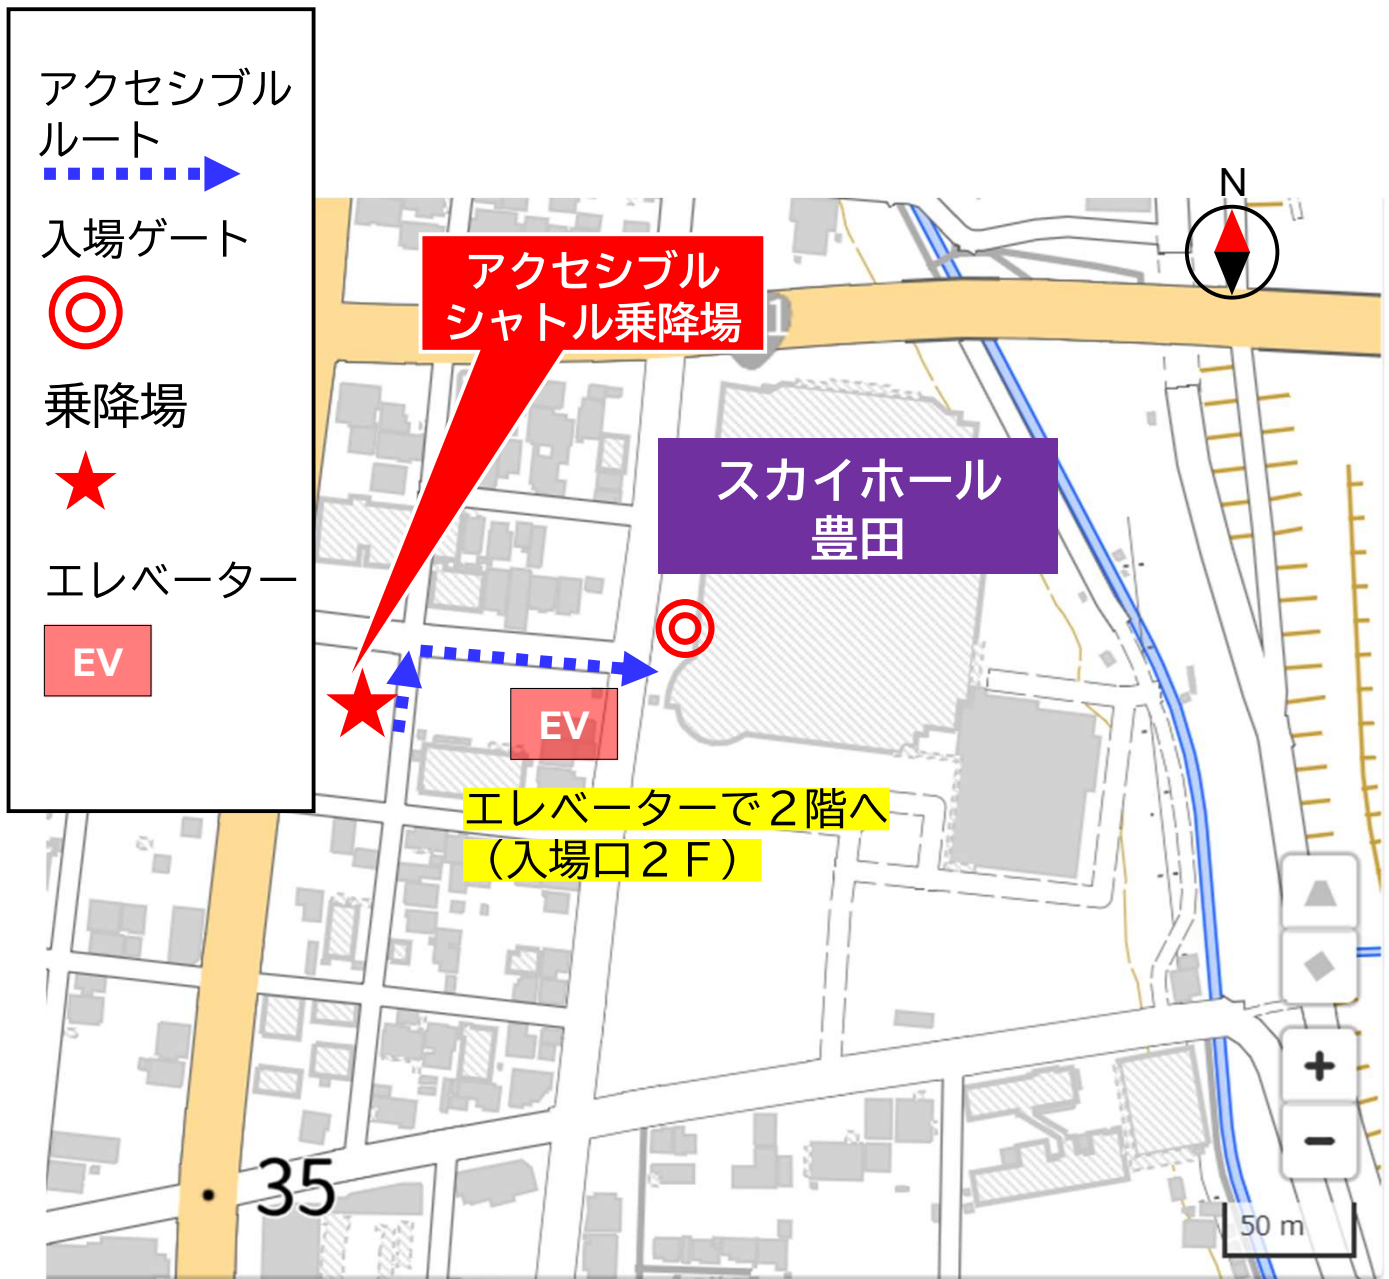 アクセシブル
ルート
入場ゲート
乗降場
エレベーター
EV
N
アクセシブル
シャトル乗降場
1
スカイホール
豊田
EV
エレベーターで２階へ
（入場口２Ｆ）
35
+
−
50 m